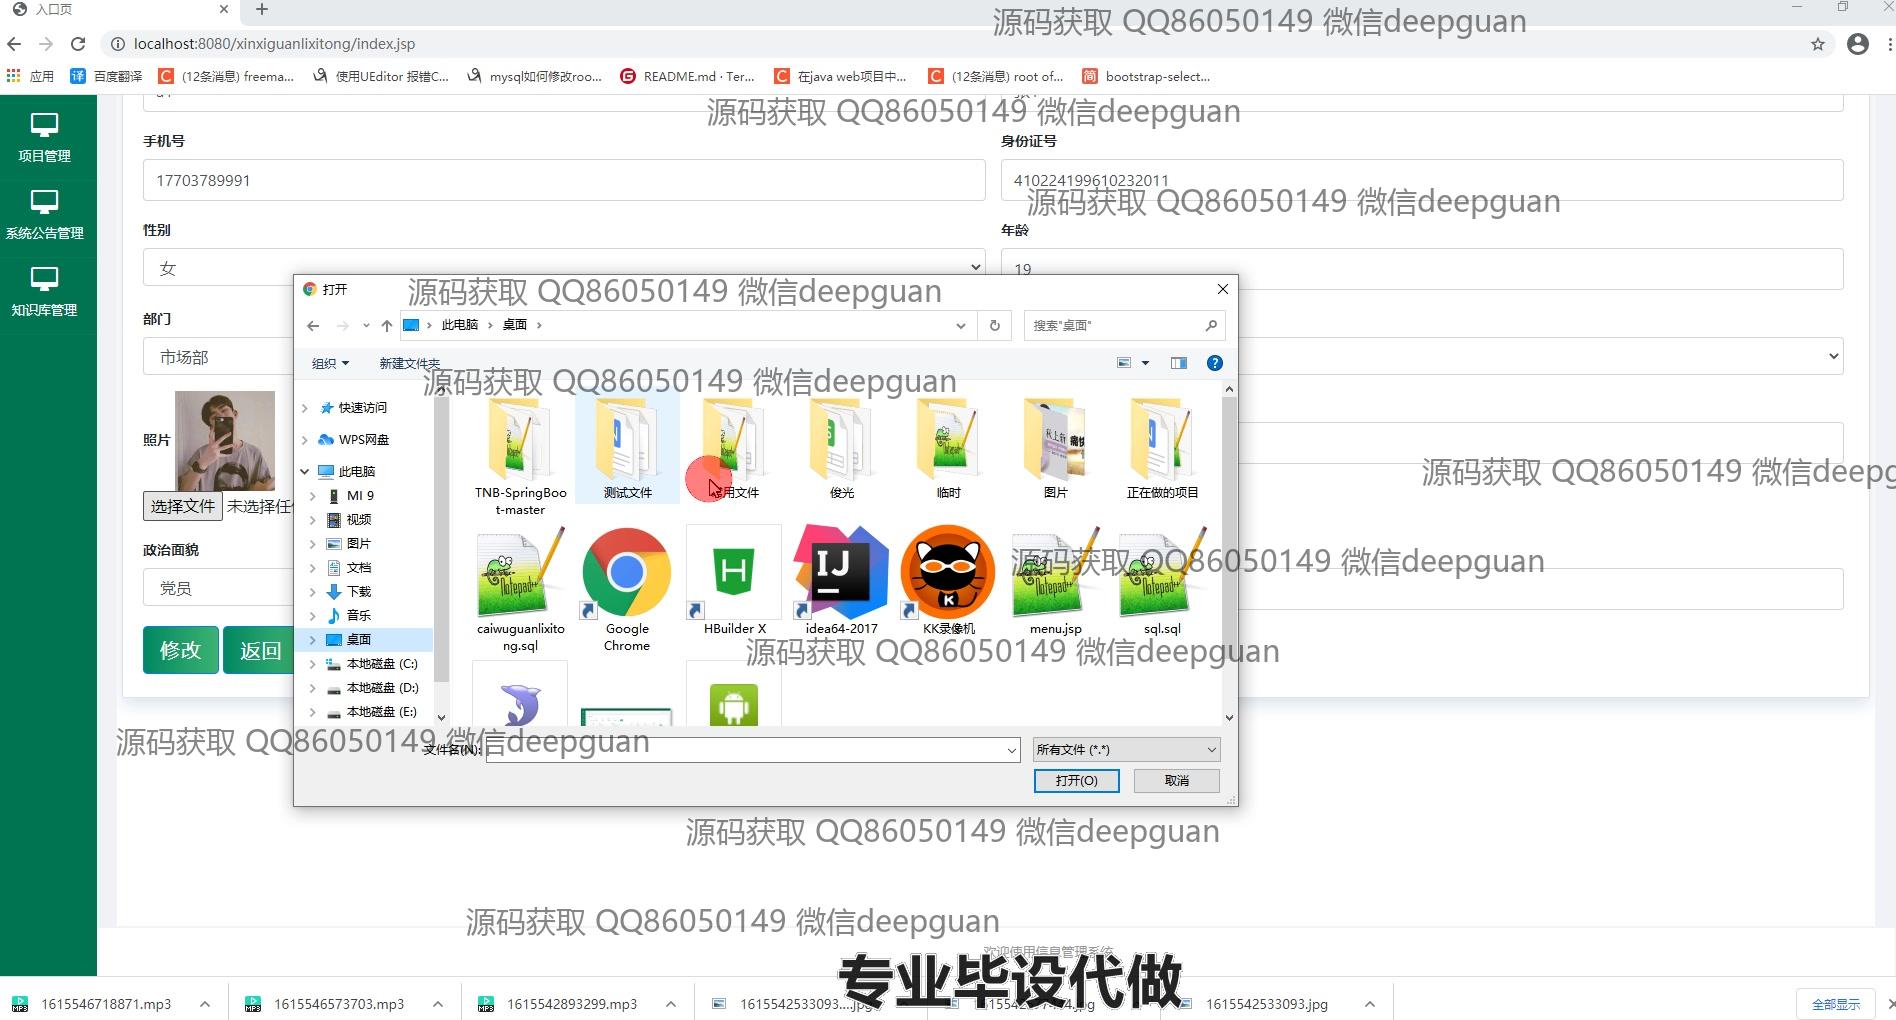 入口页
源码获取 QQ86050149 微信deepguan
localhost:8080/xinxiguanlixitong/index.jsp
应用
百度翻译
(12条消息) freema...
使用UEditor 报错C...
mysql如何修改roo...
README.md · Ter...
在java web项目中...
(12条消息) root of...
bootstrap-select...
源码获取 QQ86050149 微信deepguan
项目管理
手机号
身份证号
17703789991
410224199610232011
源码获取 QQ86050149 微信deepguan
系统公告管理
性别
年龄
女
19
知识库管理
打开
源码获取 QQ86050149 微信deepguan
部门
此电脑
桌面
搜索"桌面"
市场部
组织
新建文件夹
源码获取 QQ86050149 微信deepguan
快速访问
照片
WPS网盘
此电脑
源码获取 QQ86050149 微信deepg
MI 9
TNB-SpringBoo
t-master
测试文件
用文件
俊光
临时
图片
正在做的项目
选择文件
视频
图片
政治面貌
文档
源码获取 QQ86050149 微信deepguan
党员
下载
音乐
caiwuguanlixito
ng.sql
Google
Chrome
HBuilder X
idea64-2017
KK录像机
menu.jsp
sql.sql
桌面
修改
返回
源码获取 QQ86050149 微信deepguan
本地磁盘 (C:)
本地磁盘 (D:)
本地磁盘 (E:)
源码获取 QQ86050149 微信deepguan
文件名(N):
所有文件 (*.*)
打开(O)
取消
源码获取 QQ86050149 微信deepguan
源码获取 QQ86050149 微信deepguan
欢迎使用信息管理系统
专业毕设代做
1615546718871.mp3
1615546573703.mp3
1615542893299.mp3
1615542533093....jpg
1615542533093.jpg
全部显示